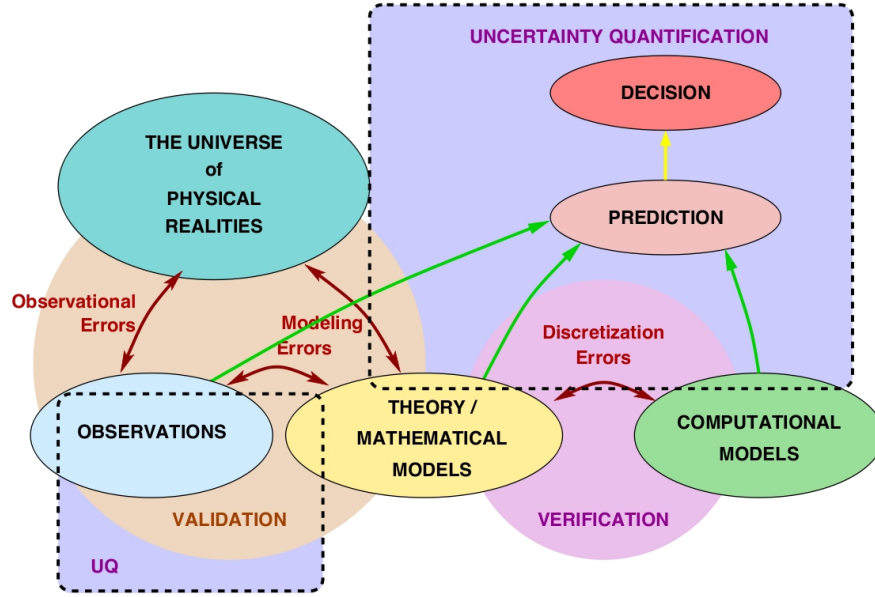 UNCERTAINTY QUANTIFICATION
DECISION
THE UNIVERSE
of
PHYSICAL
REALITIES
PREDICTION
Observational
Errors
Modeling
Errors
Discretization
Errors
OBSERVATIONS
THEORY /
MATHEMATICAL
MODELS
COMPUTATIONAL
MODELS
VALIDATION
VERIFICATION
UQ